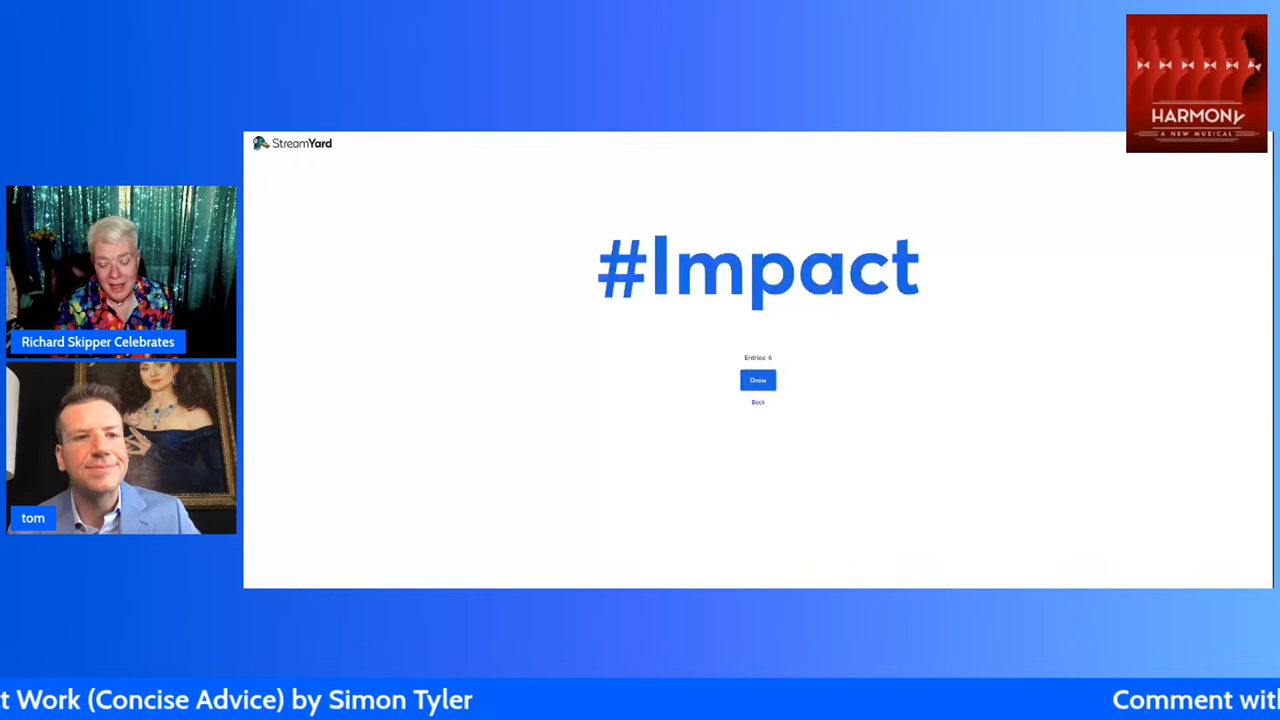 HARMONY
A NEW MUSICAL
StreamYard
#Impact
Entries: 6
Draw
Back
Richard Skipper Celebrates
tom
t Work (Concise Advice) by Simon Tyler
Comment with